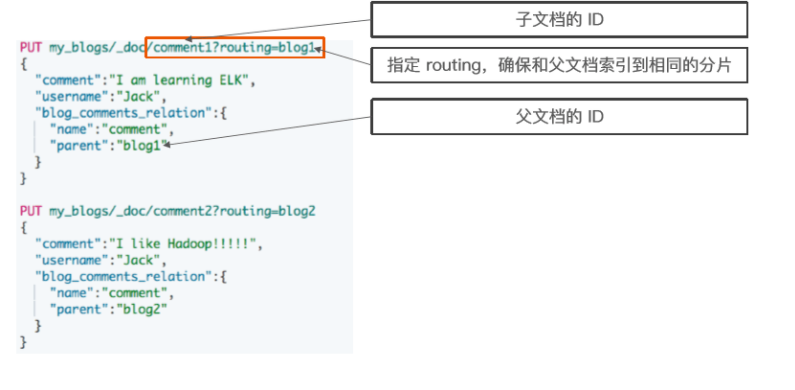 子文档的 ID
PUT my_blogs/_doc/comment1?routing=blog1
指定 routing，确保和父文档索引到相同的分片
{
"comment":"I am learning ELK",
"username":"Jack",
"blog_comments_relation":{
父文档的 ID
"name":"comment",
"parent":"blog1"
}
}
PUT my_blogs/_doc/comment2?routing=blog2
{
"comment":"I like Hadoop!!!!!",
"username":"Jack",
"blog_comments_relation":{
"name":"comment",
"parent":"blog2"
}
}